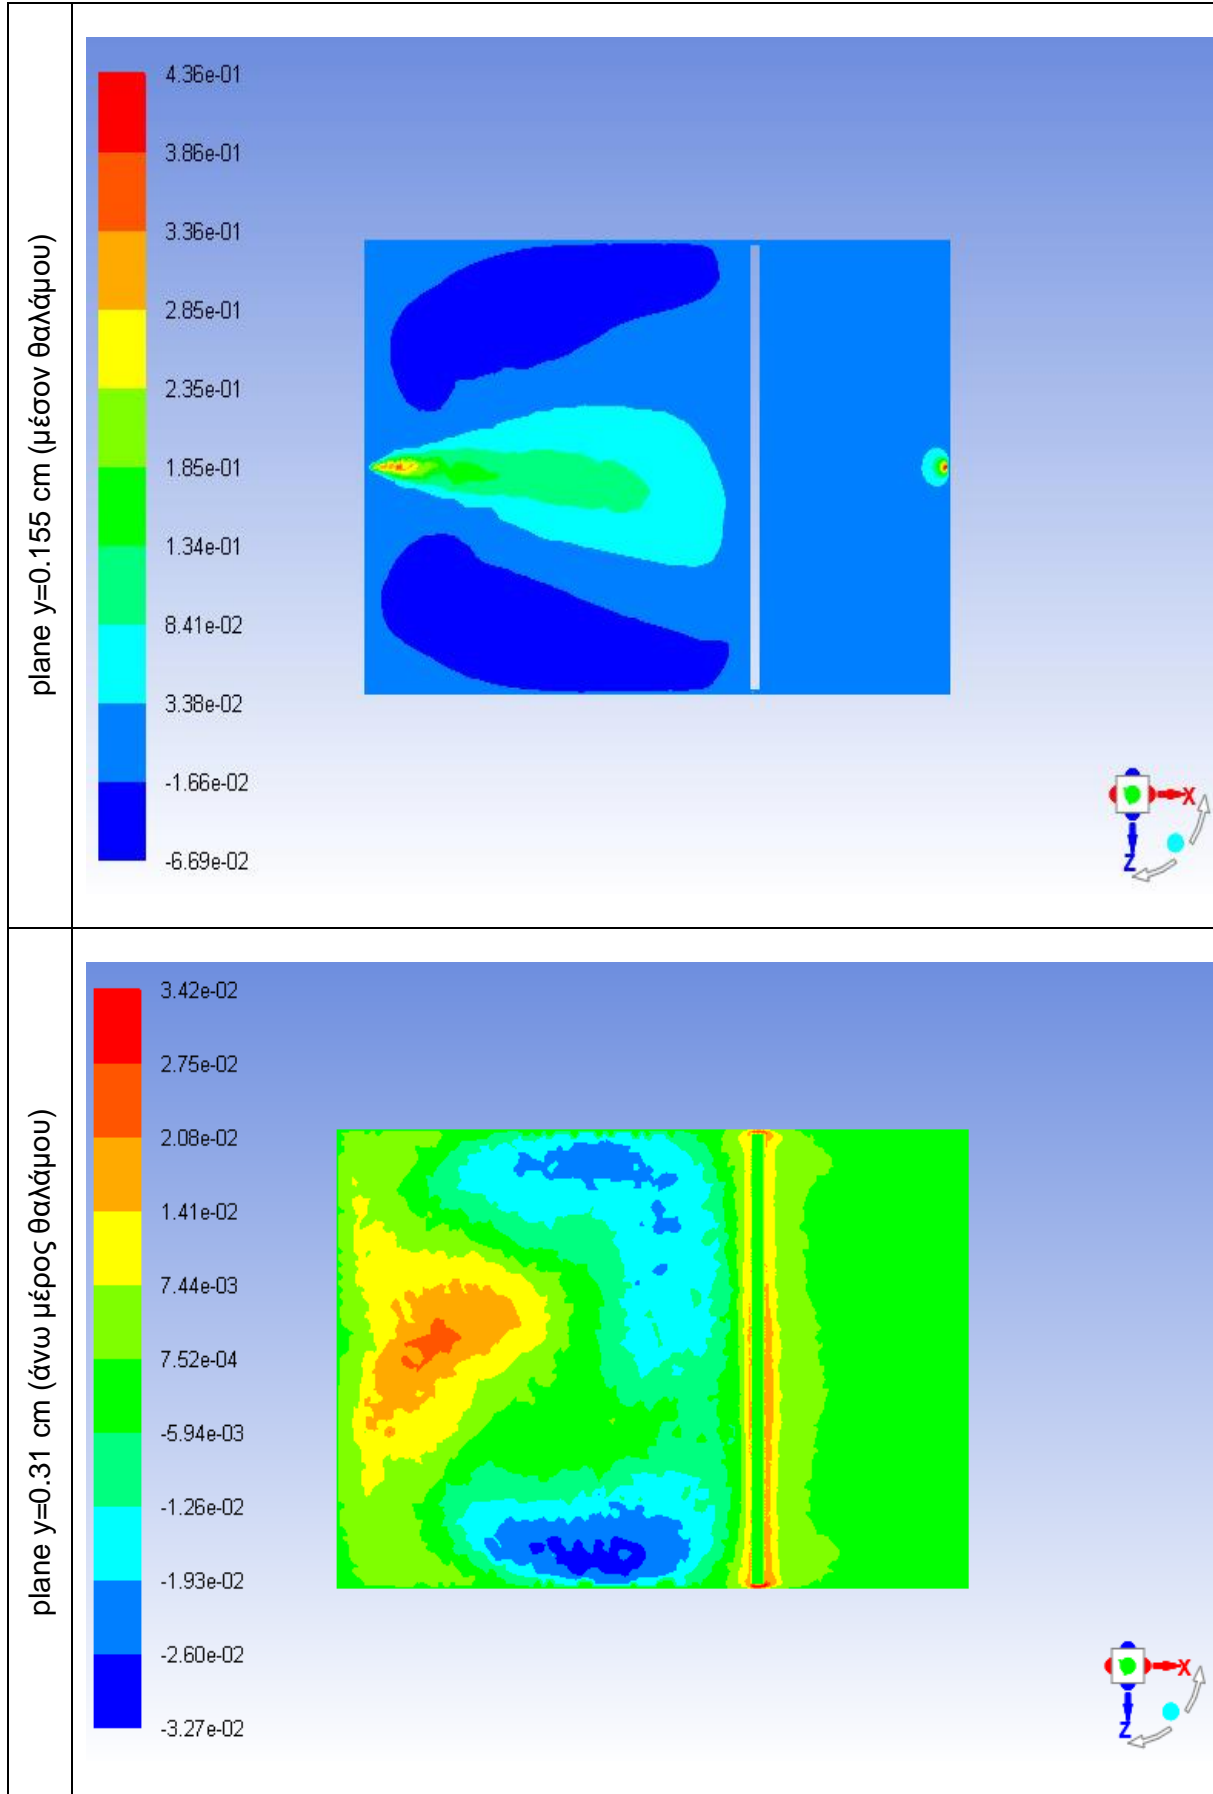 plane y=0.155 cm (μέσον θαλάμου)
4.36e-01
3.86e-01
3.36e-01
2.85e-01
2.35e-01
1.85e-01
1.34e-01
8.41e-02
3.38e-02
-1.66e-02
-6.69e-02
X
Z
plane y=0.31 cm (άνω μέρος θαλάμου)
3.42e-02
2.75e-02
2.08e-02
1.41e-02
7.44e-03
7.52e-04
-5.94e-03
-1.26e-02
-1.93e-02
-2.60e-02
-3.27e-02
X
Z